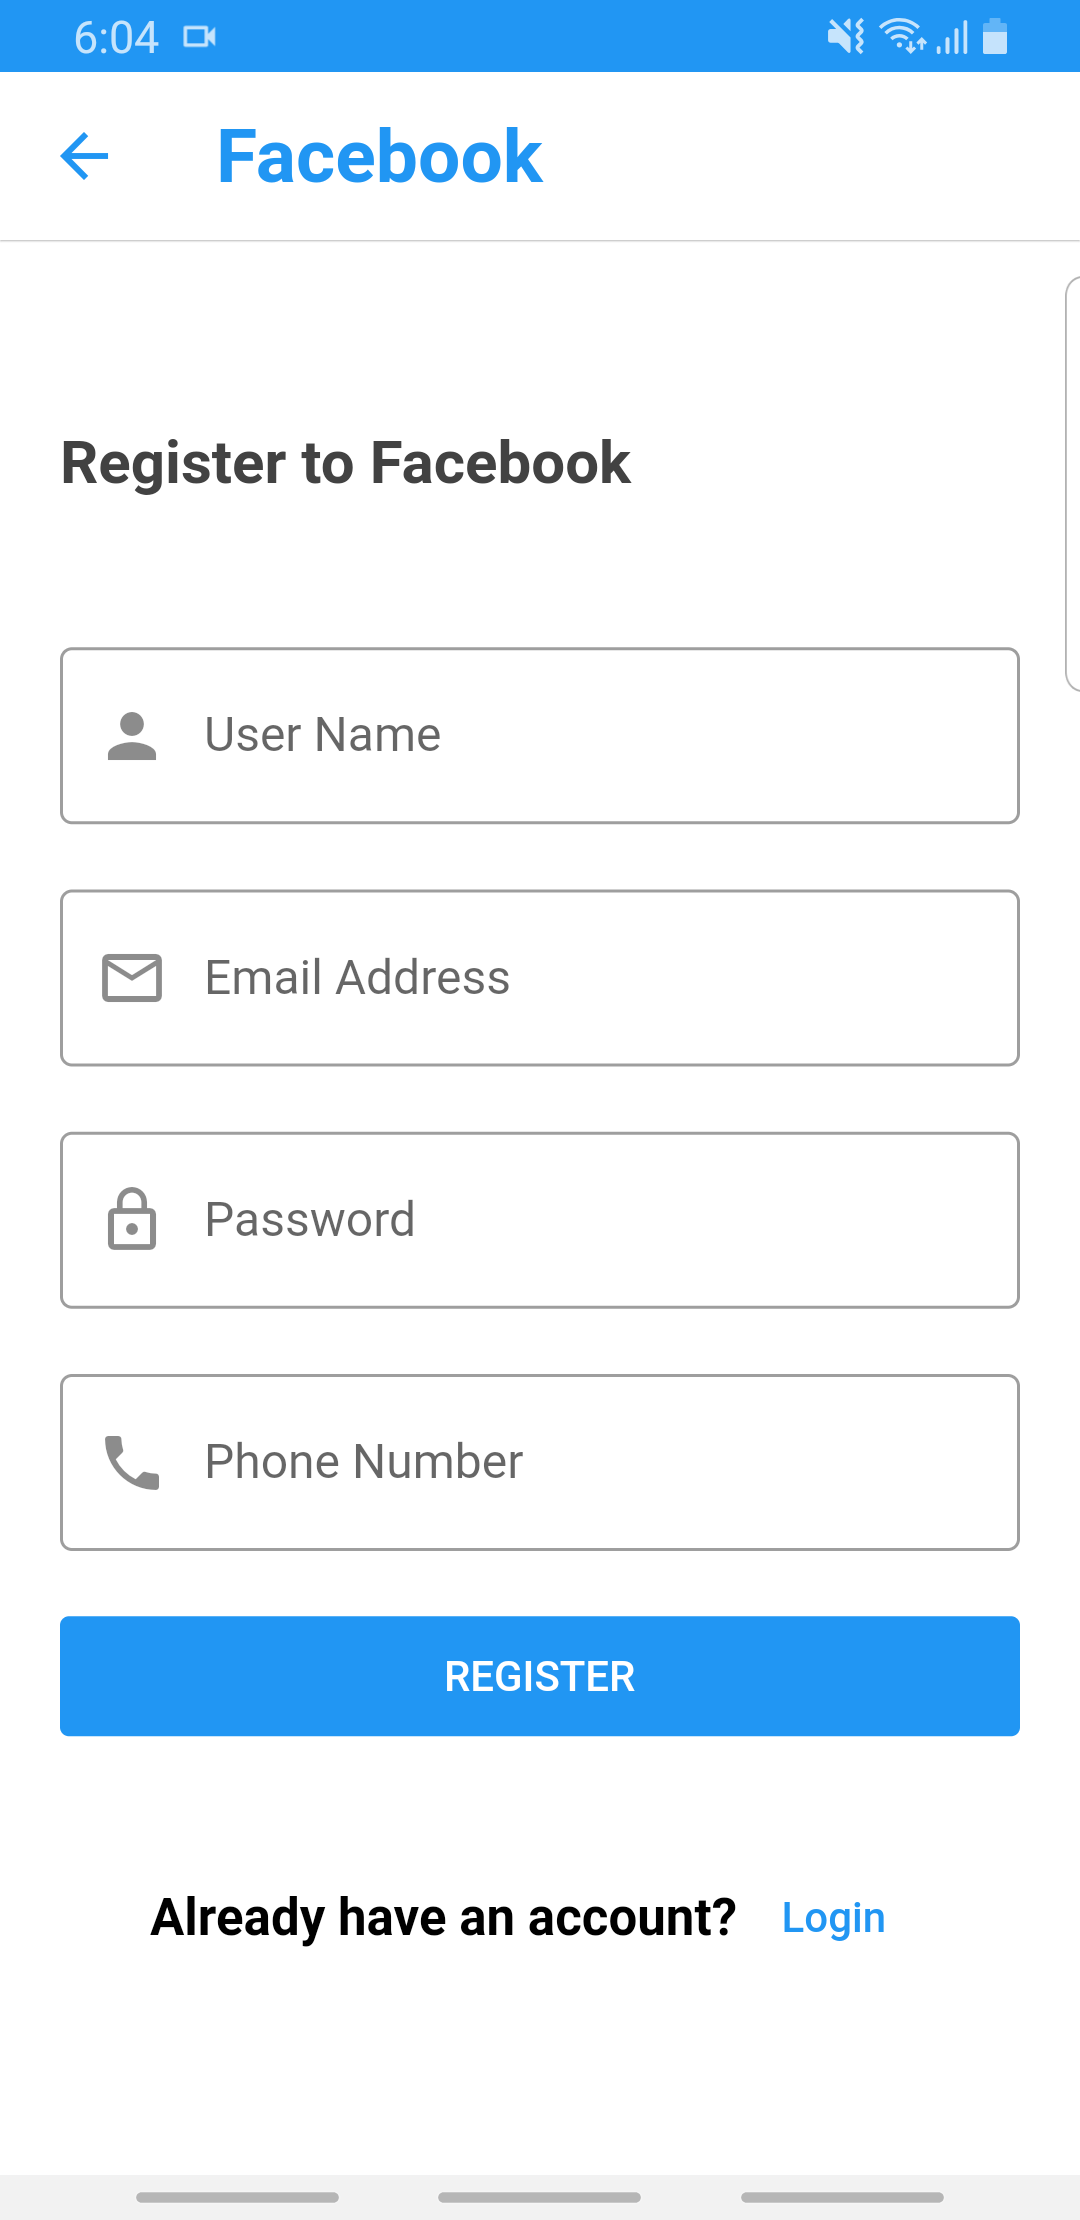 6:04
Facebook
Register to Facebook
User Name
Email Address
Password
Phone Number
REGISTER
Already have an account? Login